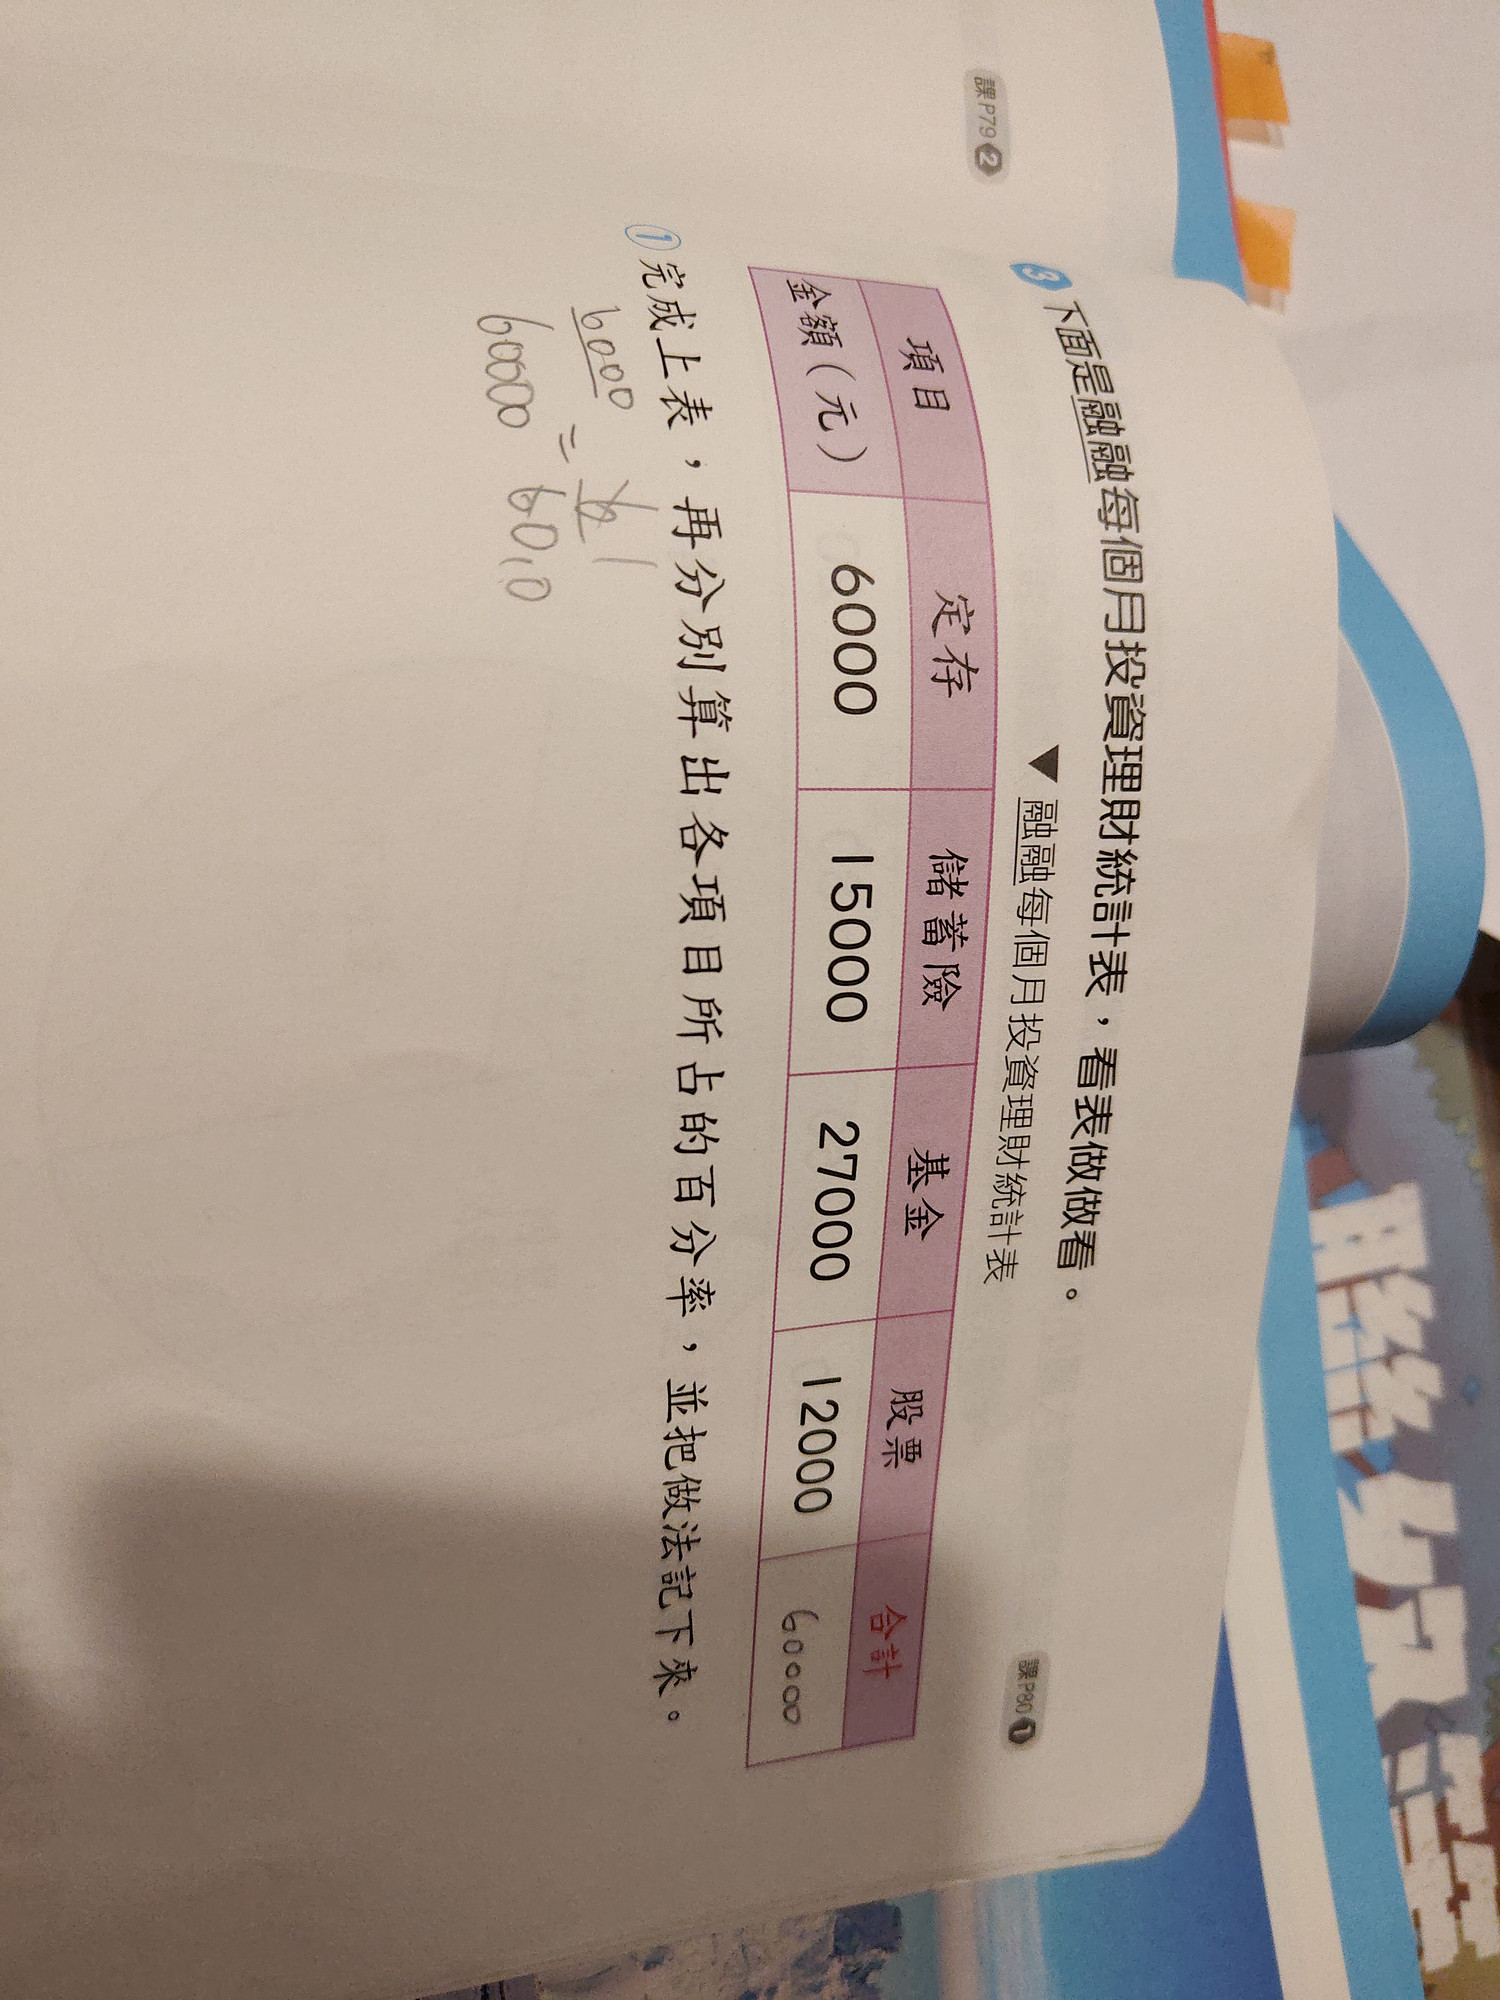 課P79 2
3 下面是融融每個月投資理財統計表，看表做做看。
課P80 1
▼融融每個月投資理財統計表
項目 定存 儲蓄險 基金 股票 合計
金額（元） 6000 15000 27000 12000 60000
① 完成上表，再分別算出各項目所占的百分率，並把做法記下來。
6000/60000 = 6/60
1
10